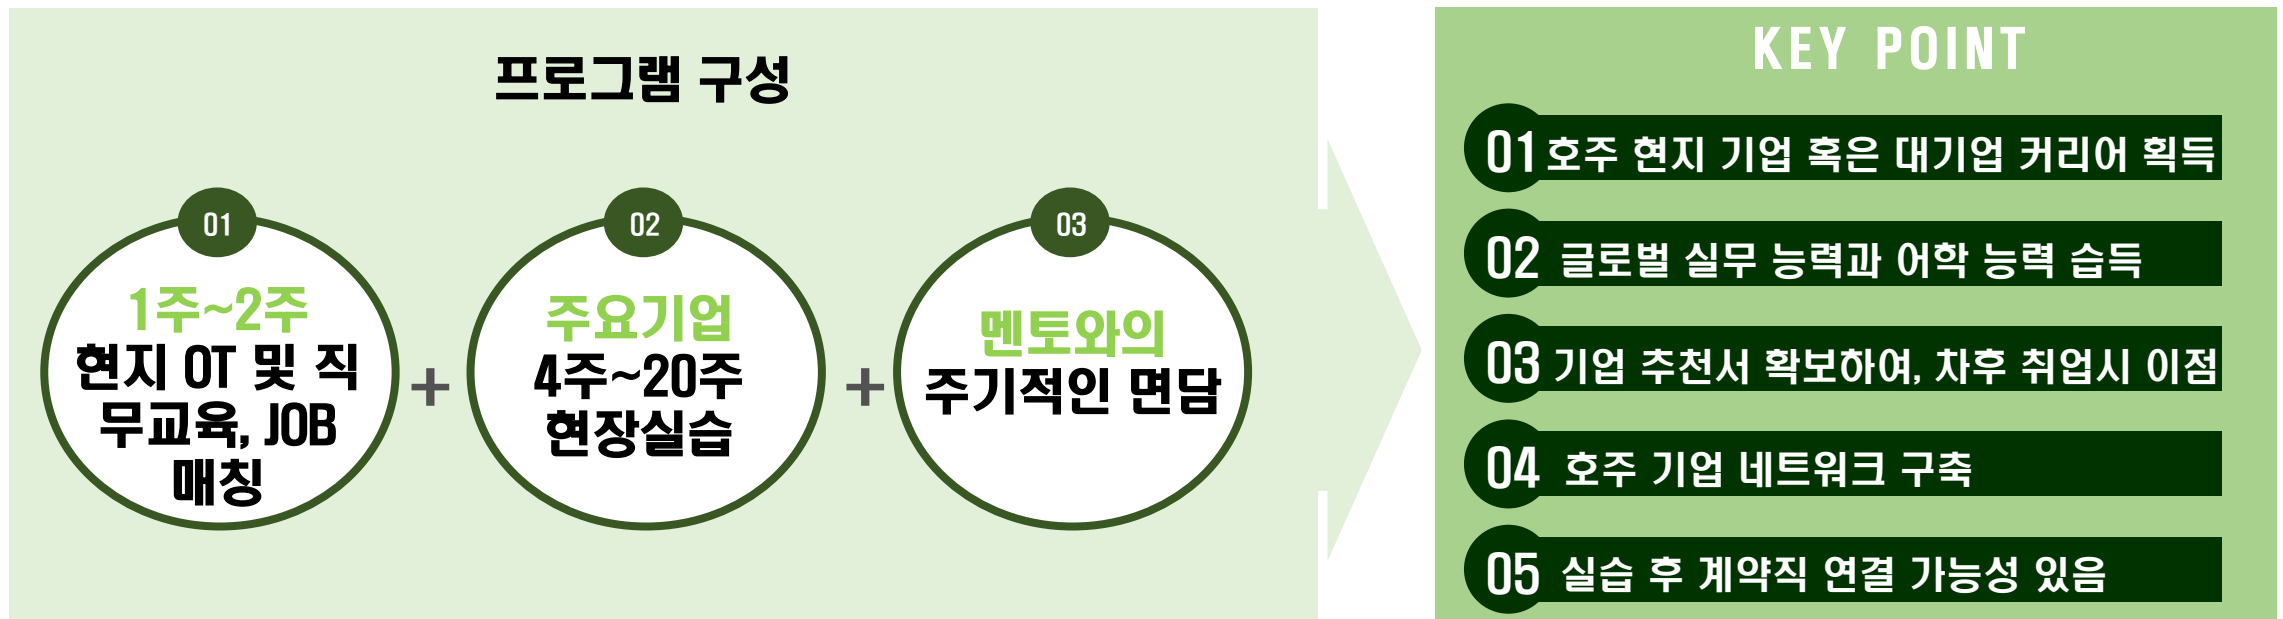 프로그램 구성
01
1주~2주
현지 OT 및 직
무교육, JOB
매칭
+
02
주요기업
4주~20주
현장실습
+
03
멘토와의
주기적인 면담
KEY POINT
01 호주 현지 기업 혹은 대기업 커리어 획득
02 글로벌 실무 능력과 어학 능력 습득
03 기업 추천서 확보하여, 차후 취업시 이점
04 호주 기업 네트워크 구축
05 실습 후 계약직 연결 가능성 있음